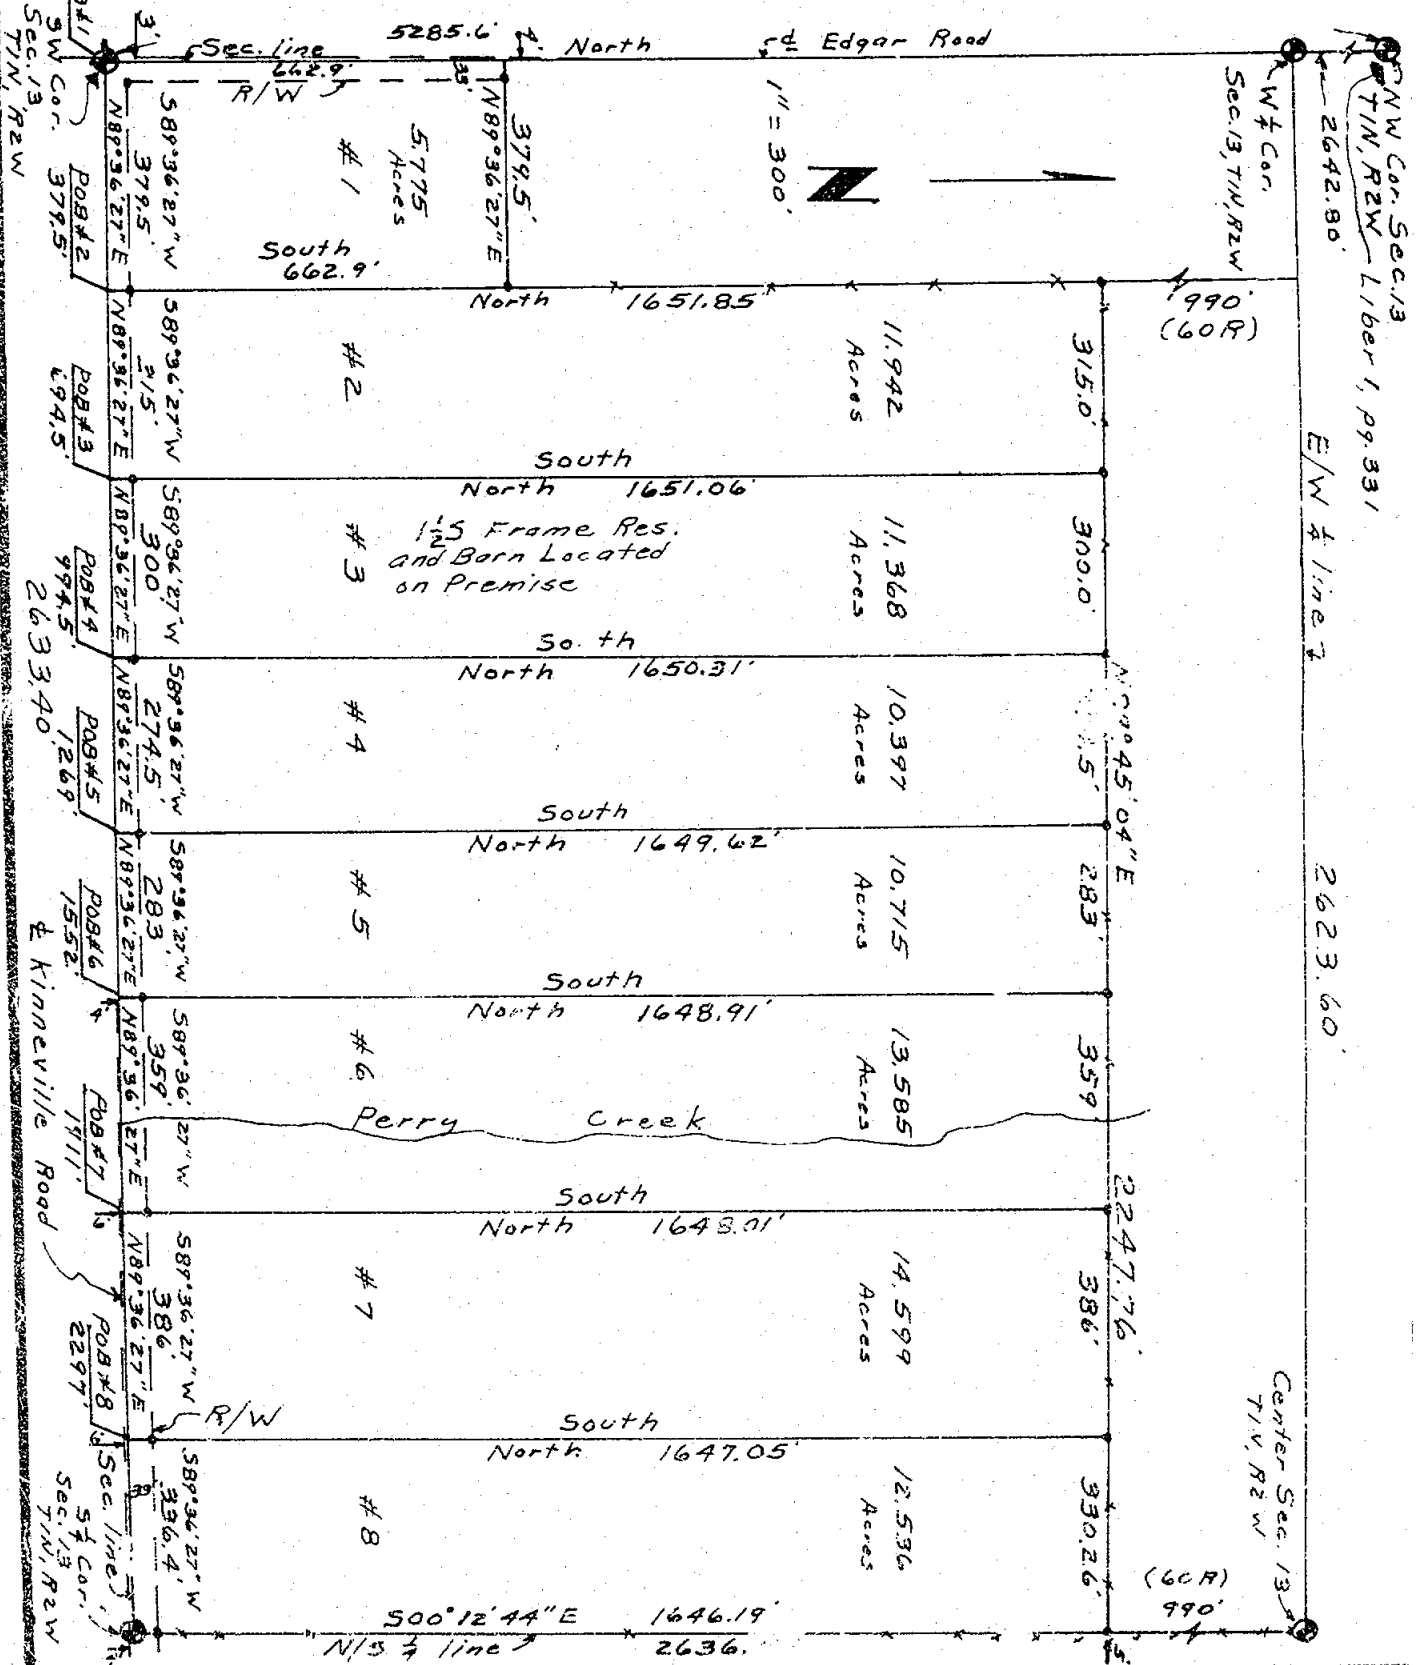 NW Cor. Sec. 13
T1N, R2W - Liber 1, pg. 331
2642.80'
W ¼ Cor.
Sec. 13, T1N, R2W
5285.6'
4'
North
℄ Edgar Road
Sec. line
662.9'
R/W
33'
3'
SW Cor.
Sec. 13
T1N, R2W
1" = 300'
N
N89°36'27"E
379.5'
5.775
Acres
#1
South
662.9'
S89°36'27"W
379.5'
N89°36'27"E
POB#2
379.5'
North 1651.85'
990'
(60R)
E/W ¼ line
2623.60'
315.0'
11.942
Acres
#2
S89°36'27"W
315'
N89°36'27"E
POB#3
694.5'
South
North 1651.06'
300.0'
11.368
Acres
1½S Frame Res.
and Barn Located
on Premise
#3
S89°36'27"W
300'
N89°36'27"E
POB#4
994.5'
2633.40'
So. th
North 1650.31'
45'04"E
.5'
10.397
Acres
#4
S89°36'27"W
274.5'
N89°36'27"E
POB#5
1269'
South
North 1649.62'
283'
10.715
Acres
#5
S89°36'27"W
283'
N89°36'27"E
POB#6
1552'
℄ Kinneville Road
South
North 1648.91'
4'
359'
13.585
Acres
#6
Perry Creek
S89°36'27"W
359'
N89°36'27"E
POB#7
1911'
South
North 1648.01'
2247.76'
386'
14.599
Acres
#7
S89°36'27"W
386'
N89°36'27"E
POB#8
2297'
R/W
South
North 1647.05'
330.26'
12.536
Acres
#8
S89°36'27"W
336.4'
33'
Sec. line
S¼ Cor.
Sec. 13
T1N, R2W
Center Sec. 13
T1N, R2W
(60R)
990'
S00°12'44"E 1646.19'
N/S ¼ line 2636.
5'